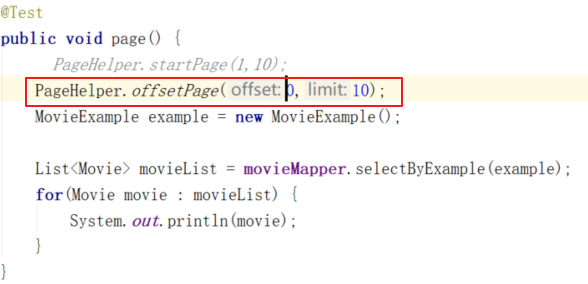 @Test
public void page() {
PageHelper.startPage(1,10);
PageHelper.offsetPage( offset: 0, limit: 10);
MovieExample example = new MovieExample();
List<Movie> movieList = movieMapper.selectByExample(example);
for(Movie movie : movieList) {
System.out.println(movie);
}
}